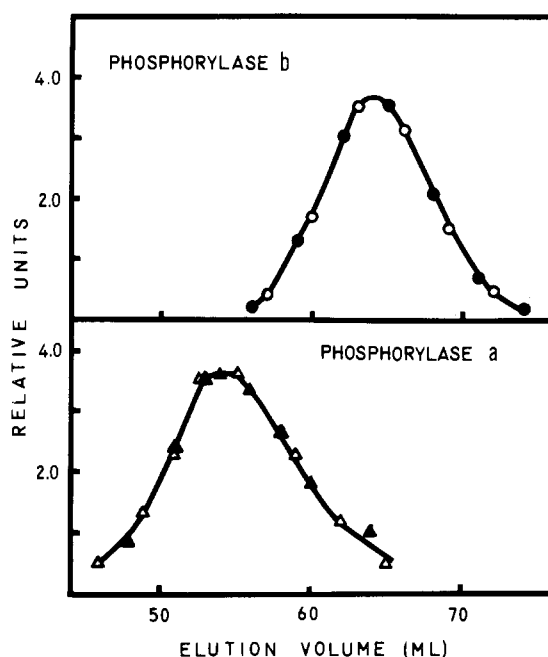 PHOSPHORYLASE b
4.0
2.0
PHOSPHORYLASE a
4.0
2.0
RELATIVE UNITS
50 60 70
ELUTION VOLUME (ML)